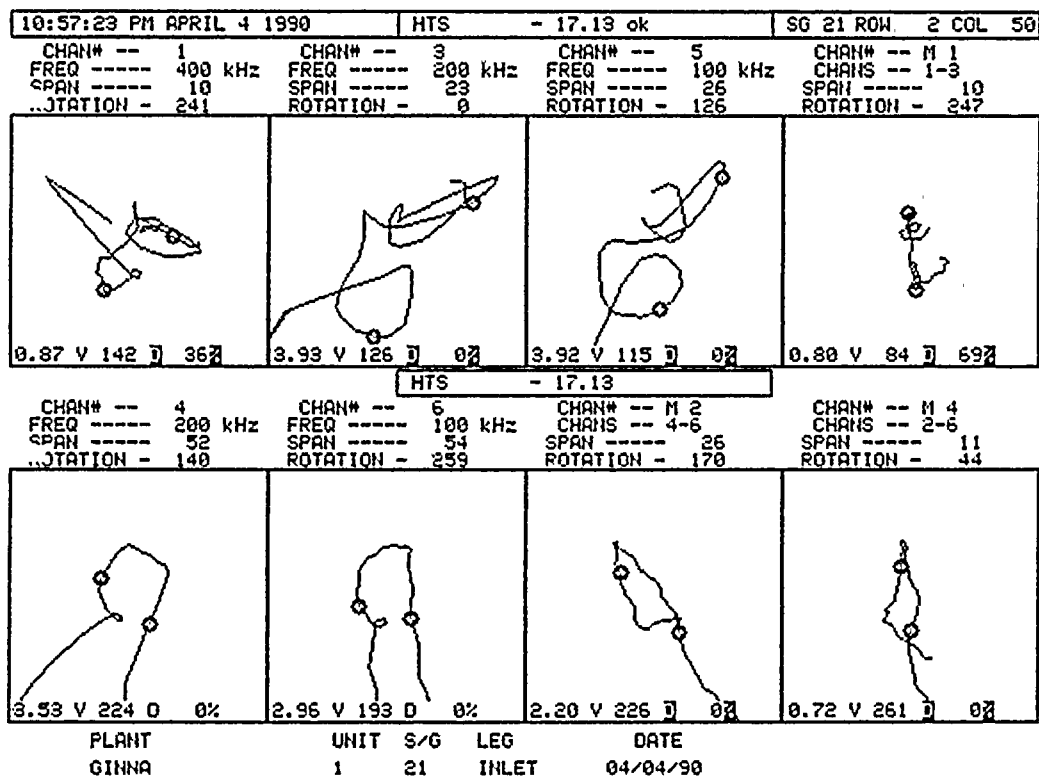 10:57:23 PM APRIL 4 1990 HTS - 17.13 ok SG 21 ROW 2 COL 50
CHAN# -- 1 CHAN# -- 3 CHAN# -- 5 CHAN# -- M 1
FREQ ----- 400 kHz FREQ ----- 200 kHz FREQ ----- 100 kHz CHANS -- 1-3
SPAN ----- 10 SPAN ----- 23 SPAN ----- 26 SPAN ----- 10
..OTATION - 241 ROTATION - 0 ROTATION - 126 ROTATION - 247
0.87 V 142 D 36% 3.93 V 126 D 0% 3.92 V 115 D 0% 0.80 V 84 D 69%
HTS - 17.13
CHAN# -- 4 CHAN# -- 6 CHAN# -- M 2 CHAN# -- M 4
FREQ ----- 200 kHz FREQ ----- 100 kHz CHANS -- 4-6 CHANS -- 2-6
SPAN ----- 52 SPAN ----- 54 SPAN ----- 26 SPAN ----- 11
..OTATION - 140 ROTATION - 259 ROTATION - 170 ROTATION - 44
3.53 V 224 D 0% 2.96 V 193 D 0% 2.20 V 226 D 0% 0.72 V 261 D 0%
PLANT UNIT S/G LEG DATE
GINNA 1 21 INLET 04/04/90